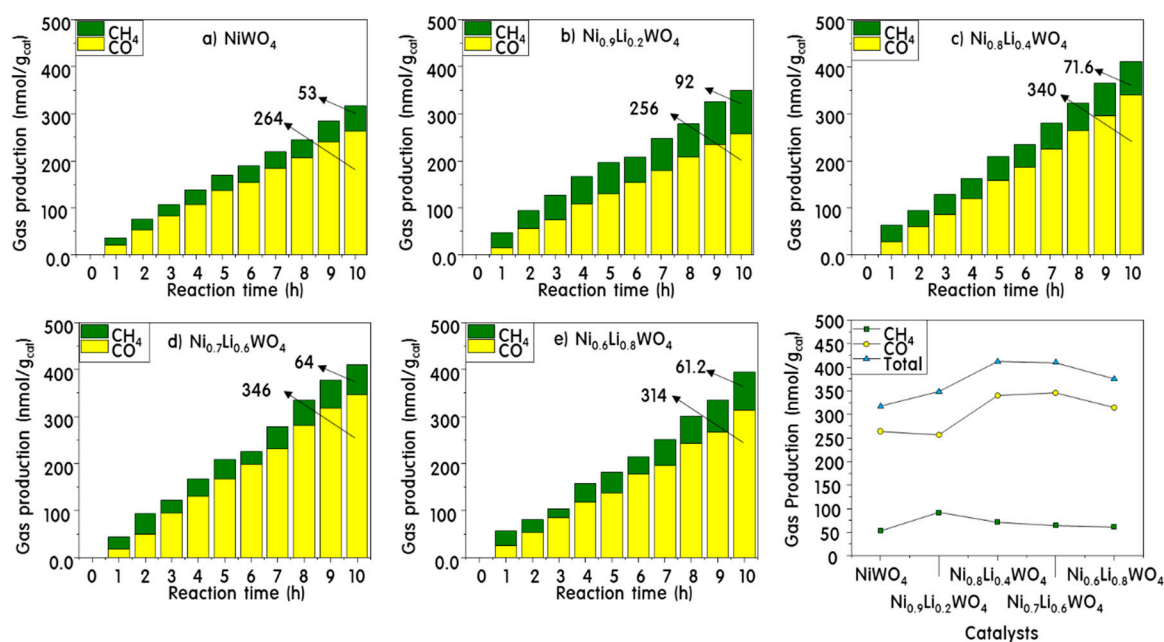 Gas production (nmol/g_cat)
500
400
300
200
100
0.0
CH₄
CO
a) NiWO₄
53
264
0 1 2 3 4 5 6 7 8 9 10
Reaction time (h)
Gas production (nmol/g_cat)
500
400
300
200
100
0.0
CH₄
CO
b) Ni₀.₉Li₀.₂WO₄
92
256
0 1 2 3 4 5 6 7 8 9 10
Reaction time (h)
Gas production (nmol/g_cat)
500
400
300
200
100
0.0
CH₄
CO
c) Ni₀.₈Li₀.₄WO₄
71.6
340
0 1 2 3 4 5 6 7 8 9 10
Reaction time (h)
Gas production (nmol/g_cat)
500
400
300
200
100
0.0
CH₄
CO
d) Ni₀.₇Li₀.₆WO₄
64
346
0 1 2 3 4 5 6 7 8 9 10
Reaction time (h)
Gas production (nmol/g_cat)
500
400
300
200
100
0.0
CH₄
CO
e) Ni₀.₆Li₀.₈WO₄
61.2
314
0 1 2 3 4 5 6 7 8 9 10
Reaction time (h)
Gas Production (nmol/g_cat)
500
450
400
350
300
250
200
150
100
50
0
CH₄
CO
Total
NiWO₄ Ni₀.₈Li₀.₄WO₄ Ni₀.₆Li₀.₈WO₄
Ni₀.₉Li₀.₂WO₄ Ni₀.₇Li₀.₆WO₄
Catalysts